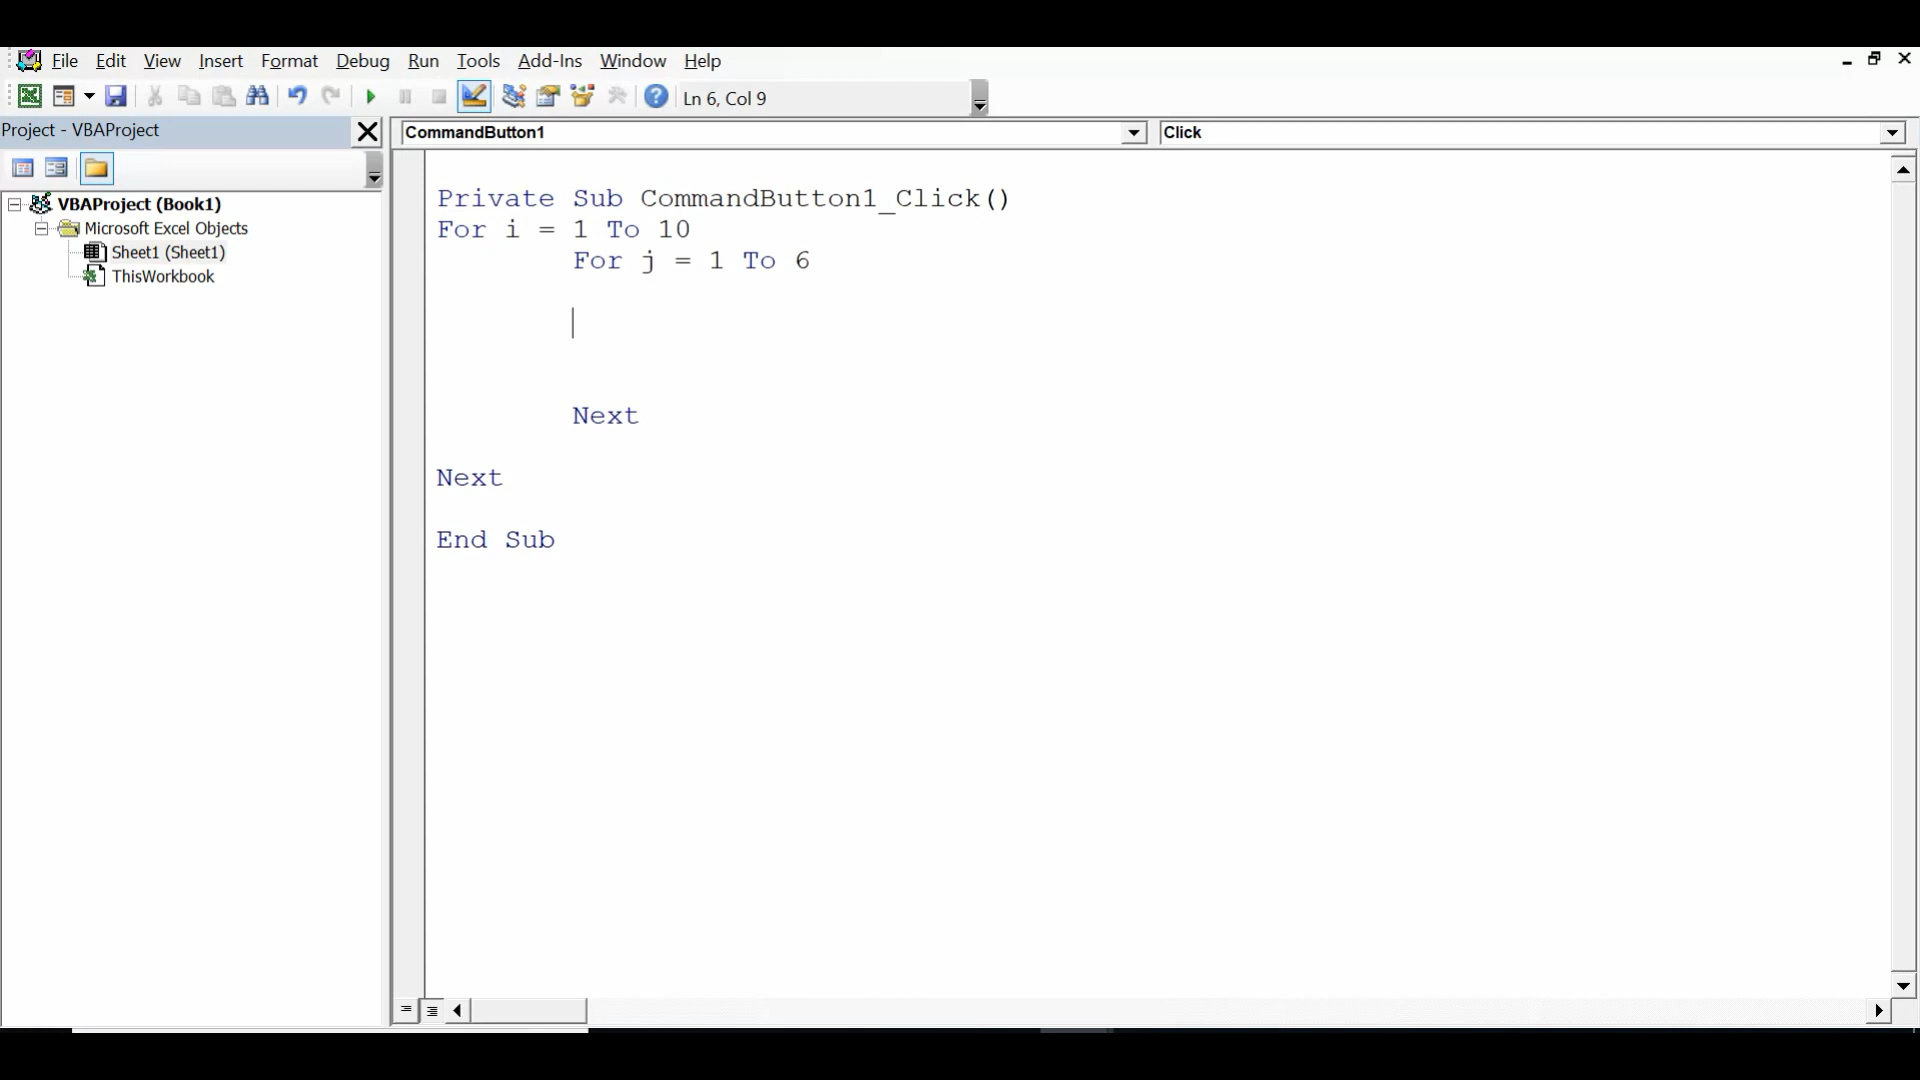 File Edit View Insert Format Debug Run Tools Add-Ins Window Help
Ln 6, Col 9
Project - VBAProject
CommandButton1 Click
VBAProject (Book1)
Microsoft Excel Objects
Sheet1 (Sheet1)
ThisWorkbook
Private Sub CommandButton1_Click()
For i = 1 To 10
For j = 1 To 6
Next
Next
End Sub